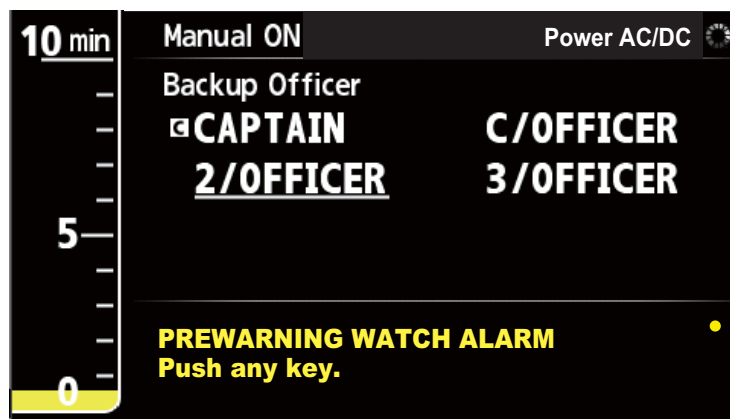 10 min
Manual ON Power AC/DC
Backup Officer
C CAPTAIN C/OFFICER
2/OFFICER 3/OFFICER
5
PREWARNING WATCH ALARM
Push any key.
0